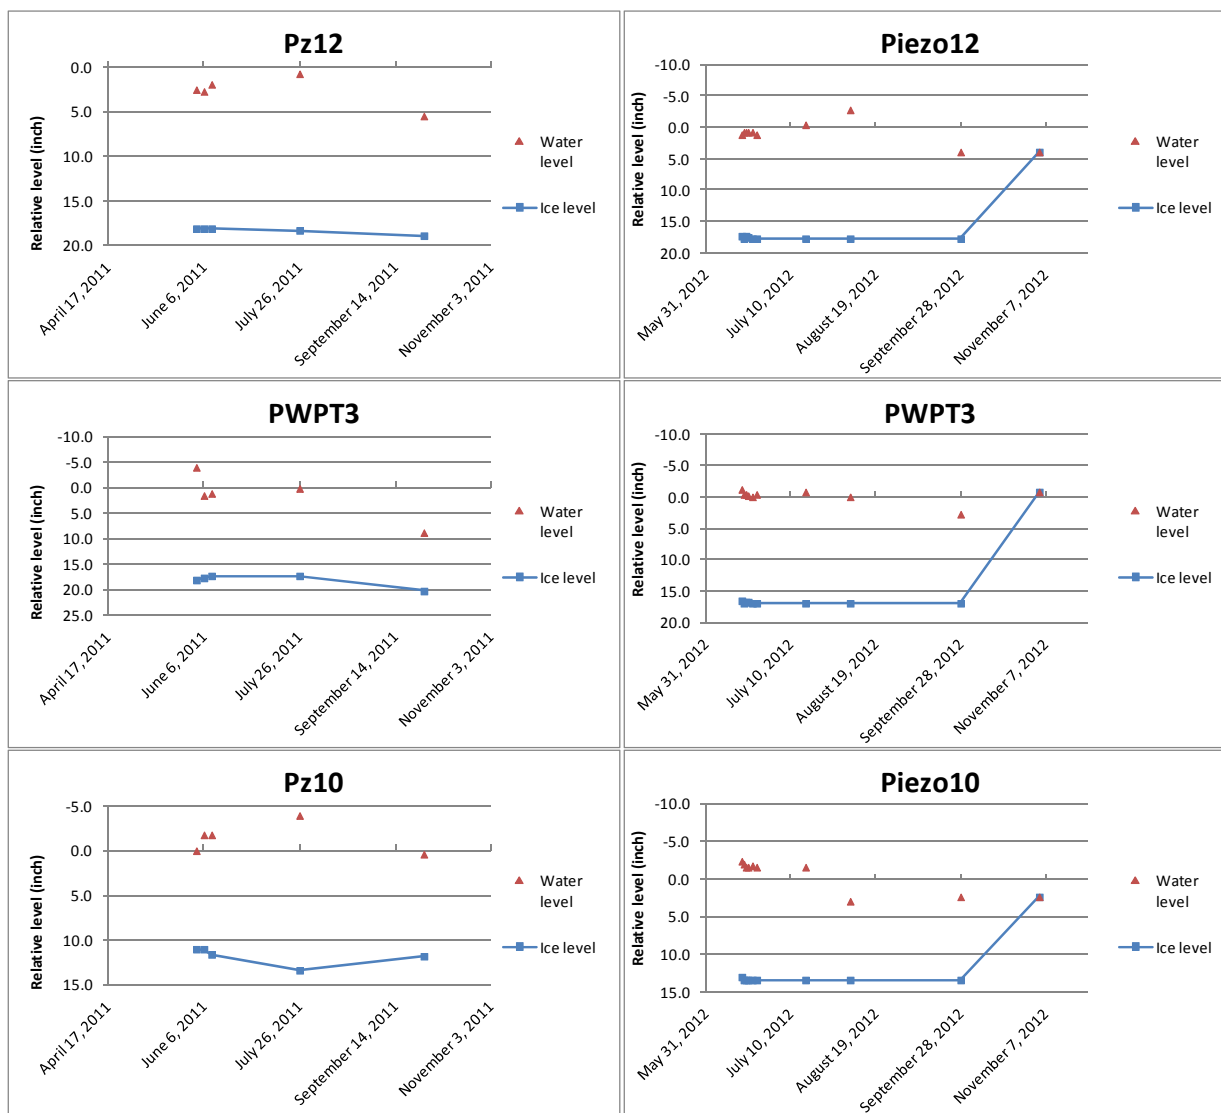 Pz12
Relative level (inch)
0.0
5.0
10.0
15.0
20.0
April 17, 2011
June 6, 2011
July 26, 2011
September 14, 2011
November 3, 2011
Water
level
Ice level
Piezo12
Relative level (inch)
-10.0
-5.0
0.0
5.0
10.0
15.0
20.0
May 31, 2012
July 10, 2012
August 19, 2012
September 28, 2012
November 7, 2012
Water
level
Ice level
PWPT3
Relative level (inch)
-10.0
-5.0
0.0
5.0
10.0
15.0
20.0
25.0
April 17, 2011
June 6, 2011
July 26, 2011
September 14, 2011
November 3, 2011
Water
level
Ice level
PWPT3
Relative level (inch)
-10.0
-5.0
0.0
5.0
10.0
15.0
20.0
May 31, 2012
July 10, 2012
August 19, 2012
September 28, 2012
November 7, 2012
Water
level
Ice level
Pz10
Relative level (inch)
-5.0
0.0
5.0
10.0
15.0
April 17, 2011
June 6, 2011
July 26, 2011
September 14, 2011
November 3, 2011
Water
level
Ice level
Piezo10
Relative level (inch)
-10.0
-5.0
0.0
5.0
10.0
15.0
May 31, 2012
July 10, 2012
August 19, 2012
September 28, 2012
November 7, 2012
Water
level
Ice level